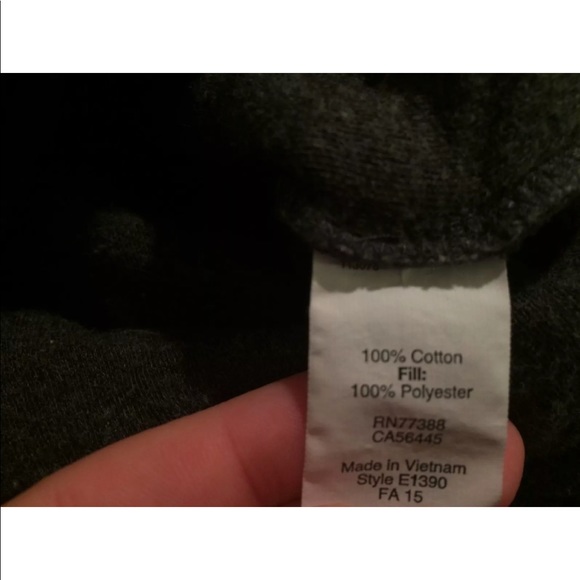 100% Cotton
Fill:
100% Polyester
RN77388
CA56445
Made in Vietnam
Style E1390
FA 15